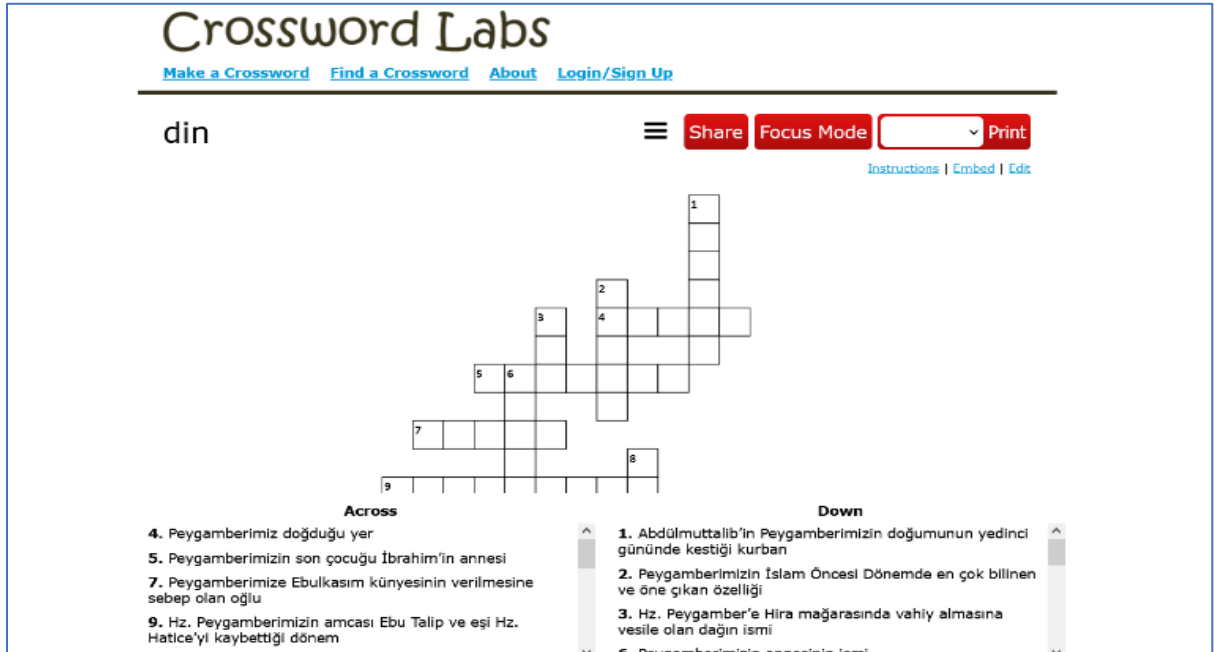 Crossword Labs
Make a Crossword Find a Crossword About Login/Sign Up
din
Share Focus Mode Print
Instructions | Embed | Edit
1
2
3 4
5 6
7
8
9
Across
4. Peygamberimiz doğduğu yer
5. Peygamberimizin son çocuğu İbrahim'in annesi
7. Peygamberimize Ebulkasım künyesinin verilmesine
sebep olan oğlu
9. Hz. Peygamberimizin amcası Ebu Talip ve eşi Hz.
Hatice'yi kaybettiği dönem
Down
1. Abdülmuttalib'in Peygamberimizin doğumunun yedinci
gününde kestiği kurban
2. Peygamberimizin İslam Öncesi Dönemde en çok bilinen
ve öne çıkan özelliği
3. Hz. Peygamber'e Hira mağarasında vahiy almasına
vesile olan dağın ismi
6. Peygamberimizin annesinin ismi